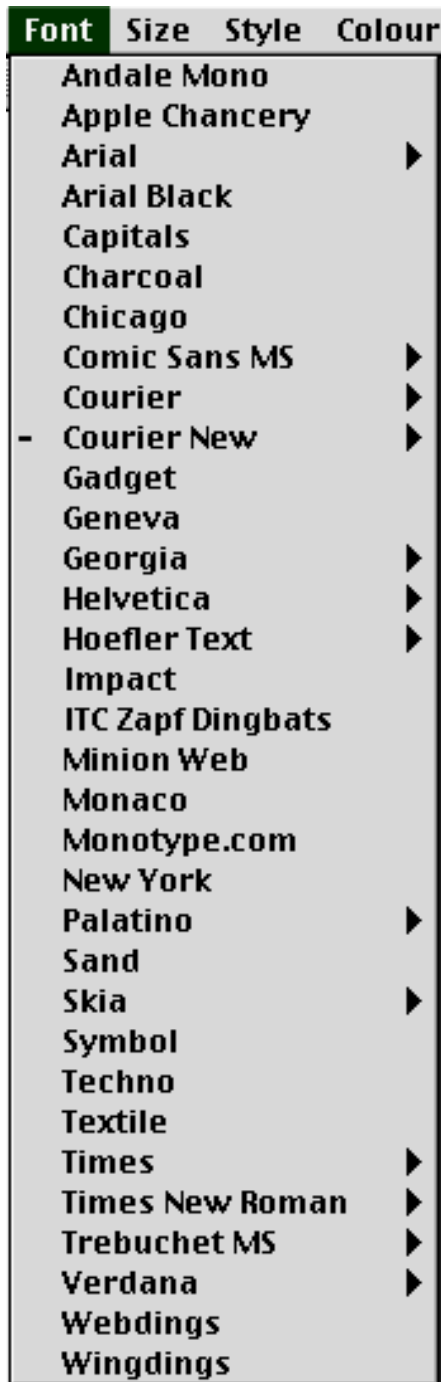 Font Size Style Colour
Andale Mono
Apple Chancery
Arial
Arial Black
Capitals
Charcoal
Chicago
Comic Sans MS
Courier
- Courier New
Gadget
Geneva
Georgia
Helvetica
Hoefler Text
Impact
ITC Zapf Dingbats
Minion Web
Monaco
Monotype.com
New York
Palatino
Sand
Skia
Symbol
Techno
Textile
Times
Times New Roman
Trebuchet MS
Verdana
Webdings
Wingdings